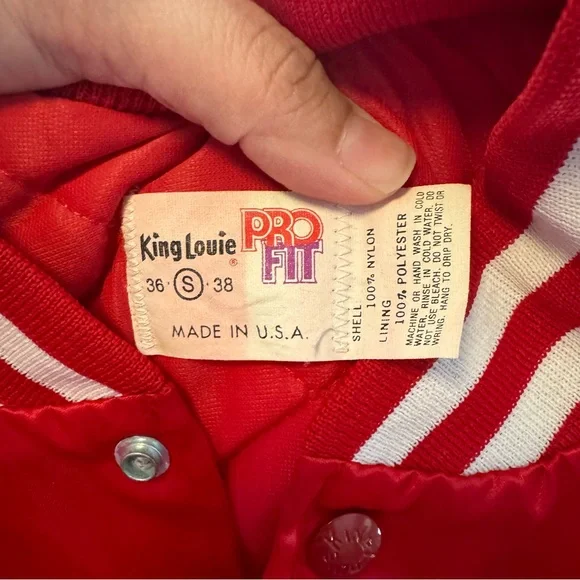 King Louie®
PRO
FIT
36 · S · 38
MADE IN U.S.A.
SHELL
100% NYLON
LINING
100% POLYESTER
MACHINE OR HAND WASH IN COLD
WATER. RINSE IN COLD WATER. DO
NOT USE BLEACH. DO NOT TWIST OR
WRING. HANG TO DRIP DRY.